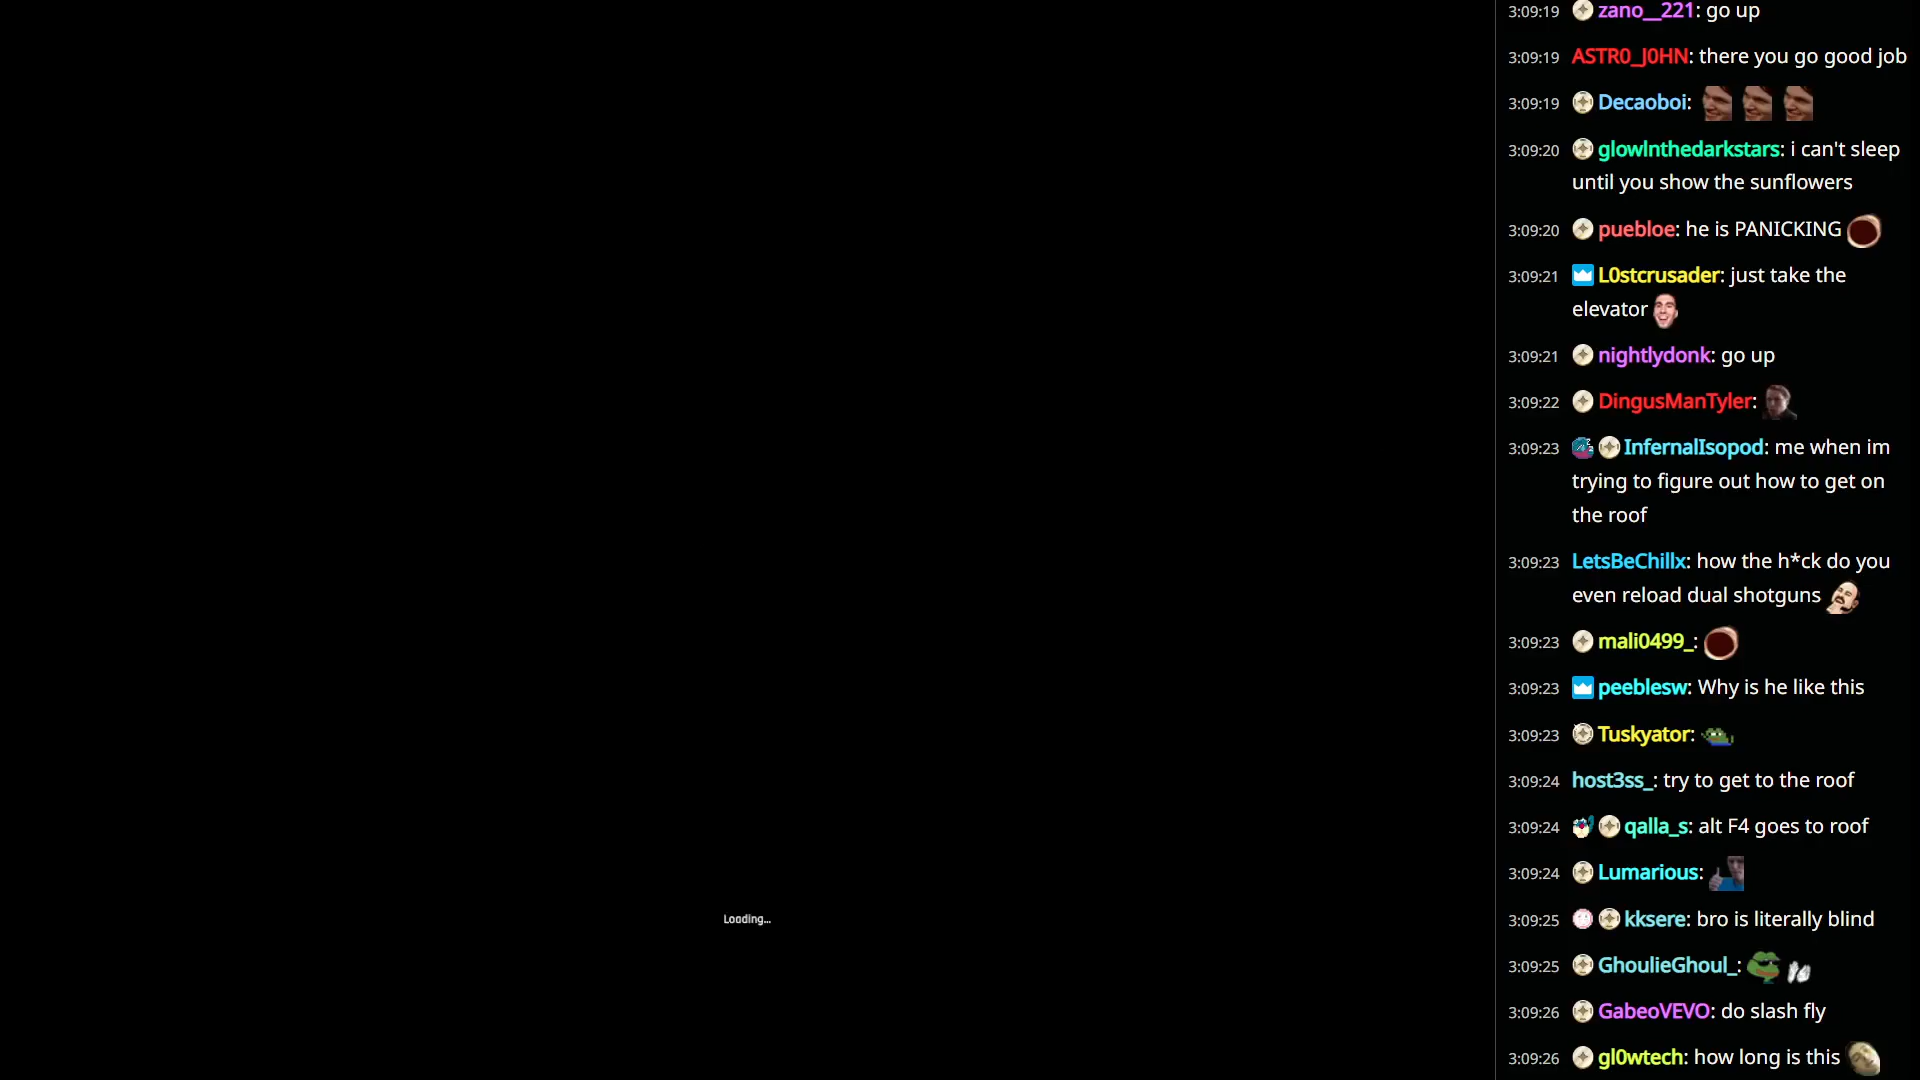 3:09:19 zano__221: go up
3:09:19 ASTR0_J0HN: there you go good job
3:09:19 Decaoboi:
3:09:20 glowInthedarkstars: i can't sleep
until you show the sunflowers
3:09:20 puebloe: he is PANICKING
3:09:21 L0stcrusader: just take the
elevator
3:09:21 nightlydonk: go up
3:09:22 DingusManTyler:
3:09:23 InfernalIsopod: me when im
trying to figure out how to get on
the roof
3:09:23 LetsBeChillx: how the h*ck do you
even reload dual shotguns
3:09:23 mali0499_:
3:09:23 peeblesw: Why is he like this
3:09:23 Tuskyator:
3:09:24 host3ss_: try to get to the roof
3:09:24 qalla_s: alt F4 goes to roof
3:09:24 Lumarious:
Loading...
3:09:25 kksere: bro is literally blind
3:09:25 GhoulieGhoul_:
3:09:26 GabeoVEVO: do slash fly
3:09:26 gl0wtech: how long is this